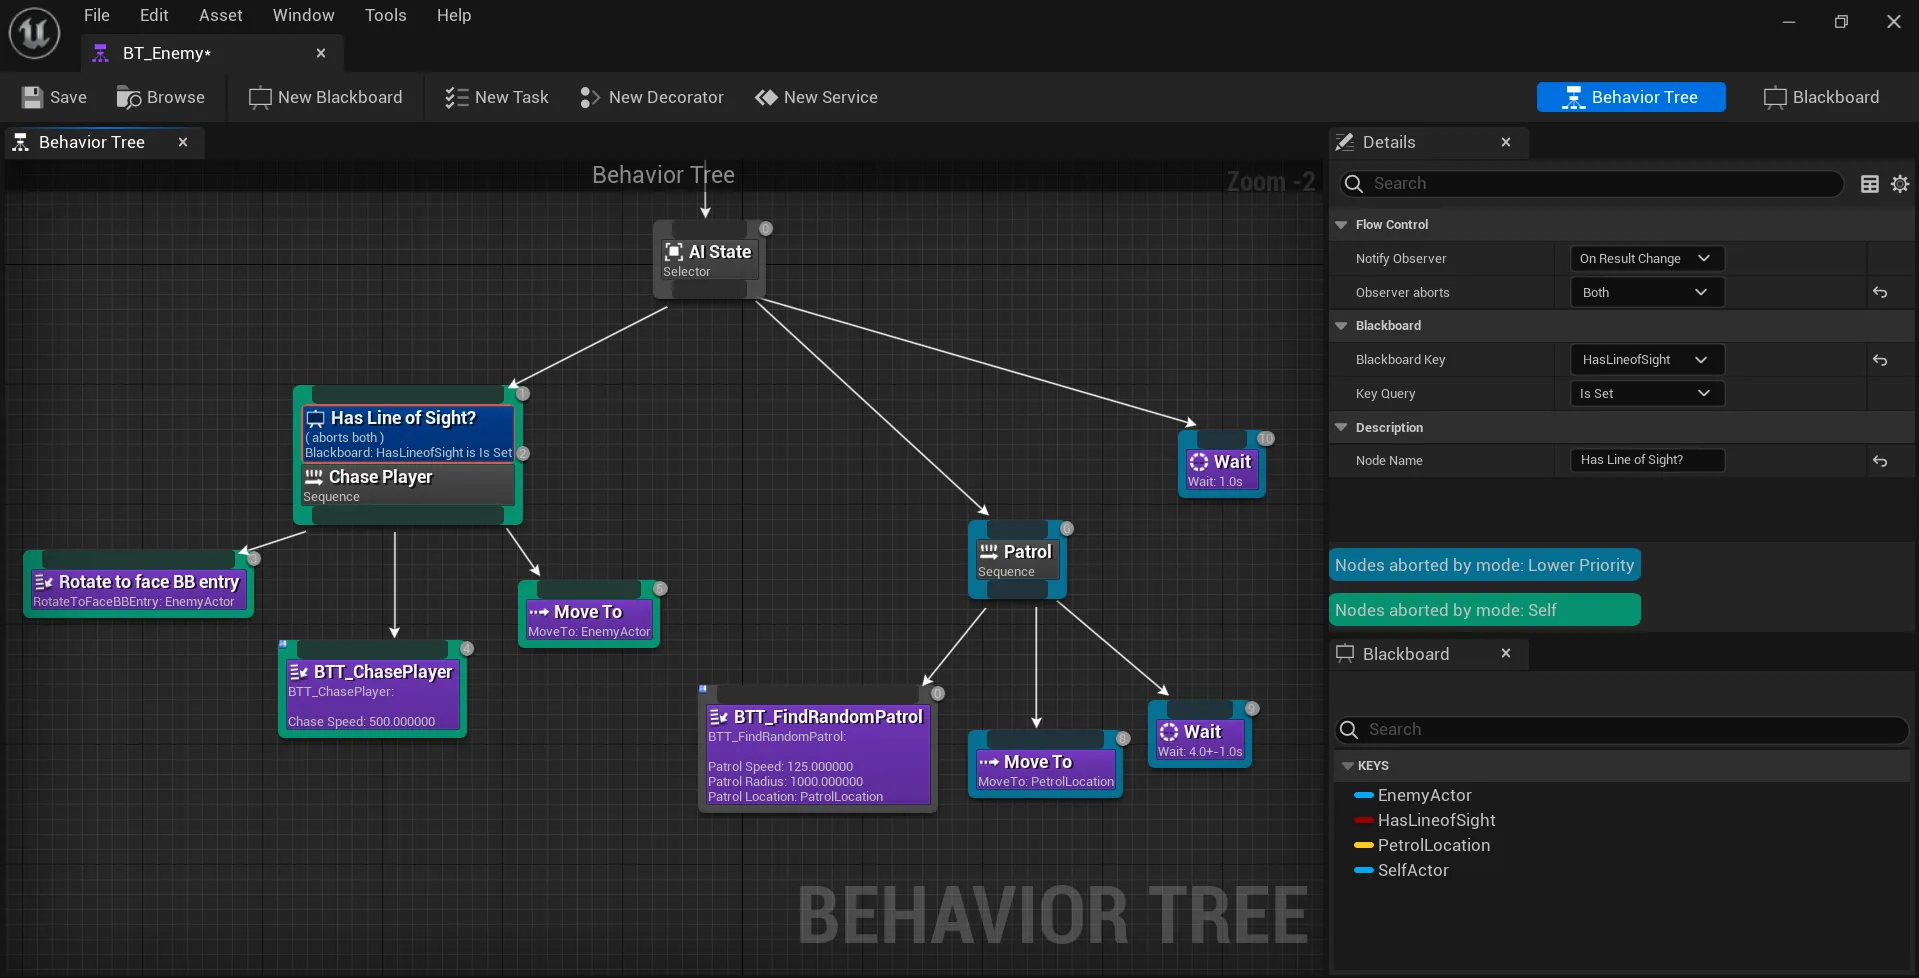 File Edit Asset Window Tools Help
BT_Enemy*
Save Browse New Blackboard New Task New Decorator New Service Behavior Tree Blackboard
Behavior Tree
Behavior Tree
Zoom -2
0
AI State
Selector
1
Has Line of Sight?
( aborts both )
Blackboard: HasLineofSight is Is Set
2
Chase Player
Sequence
3
Rotate to face BB entry
RotateToFaceBBEntry: EnemyActor
4
BTT_ChasePlayer
BTT_ChasePlayer:
Chase Speed: 500.000000
Move To
MoveTo: EnemyActor
10
Wait
Wait: 1.0s
6
Patrol
Sequence
0
BTT_FindRandomPatrol
BTT_FindRandomPatrol:
Patrol Speed: 125.000000
Patrol Radius: 1000.000000
Patrol Location: PatrolLocation
8
Move To
MoveTo: PetrolLocation
9
Wait
Wait: 4.0+-1.0s
BEHAVIOR TREE
Details
Search
Flow Control
Notify Observer On Result Change
Observer aborts Both
Blackboard
Blackboard Key HasLineofSight
Key Query Is Set
Description
Node Name Has Line of Sight?
Nodes aborted by mode: Lower Priority
Nodes aborted by mode: Self
Blackboard
Search
KEYS
EnemyActor
HasLineofSight
PetrolLocation
SelfActor